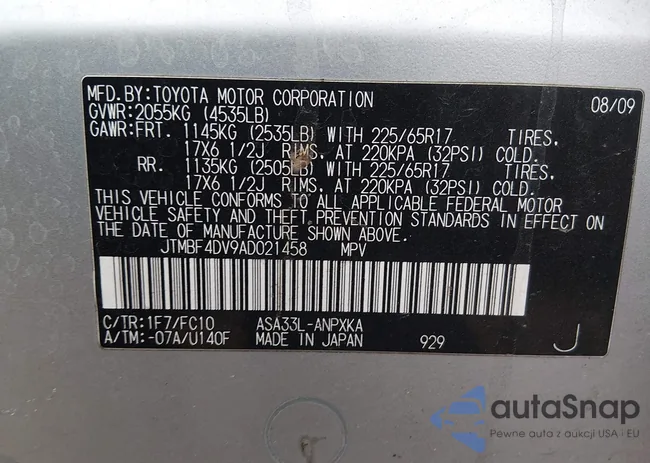 MFD.BY:TOYOTA MOTOR CORPORATION 08/09
GVWR:2055KG (4535LB)
GAWR:FRT. 1145KG (2535LB) WITH 225/65R17 TIRES,
17X6 1/2J RIMS, AT 220KPA (32PSI) COLD.
RR. 1135KG (2505LB) WITH 225/65R17 TIRES,
17X6 1/2J RIMS, AT 220KPA (32PSI) COLD.
THIS VEHICLE CONFORMS TO ALL APPLICABLE FEDERAL MOTOR
VEHICLE SAFETY AND THEFT PREVENTION STANDARDS IN EFFECT ON
THE DATE OF MANUFACTURE SHOWN ABOVE.
JTMBF4DV9AD021458 MPV
C/TR:1F7/FC10 ASA33L-ANPXKA
A/TM:-07A/U140F MADE IN JAPAN 929 J
autaSnap
Pewne auta z aukcji USA i EU